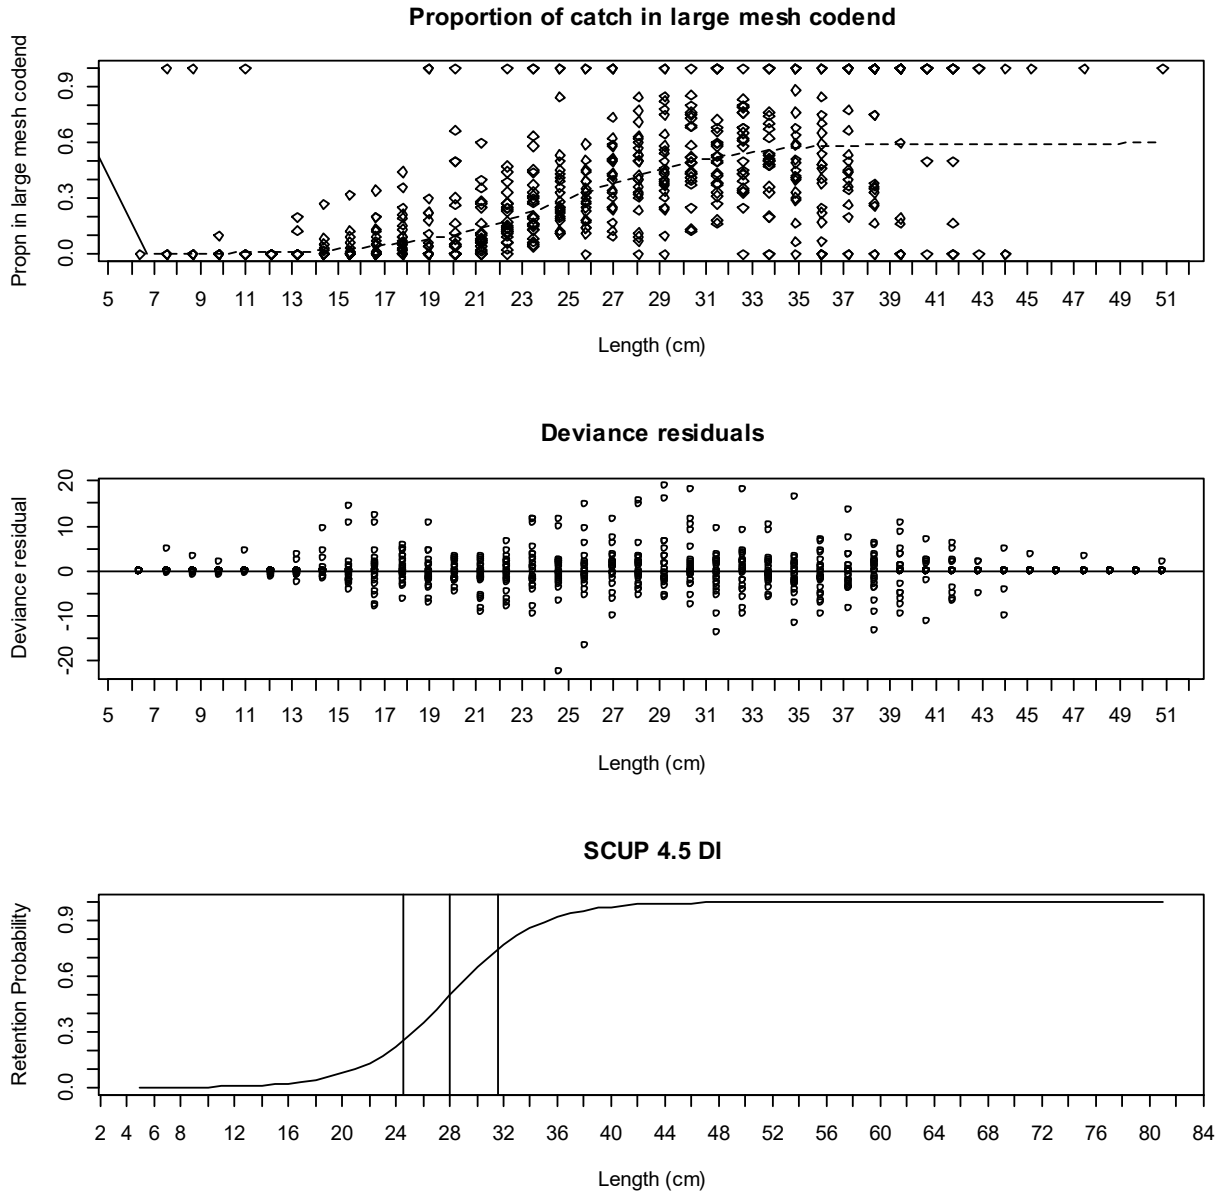 Proportion of catch in large mesh codend
Propn in large mesh codend
0.9
0.6
0.3
0.0
5 7 9 11 13 15 17 19 21 23 25 27 29 31 33 35 37 39 41 43 45 47 49 51
Length (cm)
Deviance residuals
Deviance residual
20
10
0
-10
-20
5 7 9 11 13 15 17 19 21 23 25 27 29 31 33 35 37 39 41 43 45 47 49 51
Length (cm)
SCUP 4.5 DI
Retention Probability
0.9
0.6
0.3
0.0
2 4 6 8 12 16 20 24 28 32 36 40 44 48 52 56 60 64 68 72 76 80 84
Length (cm)